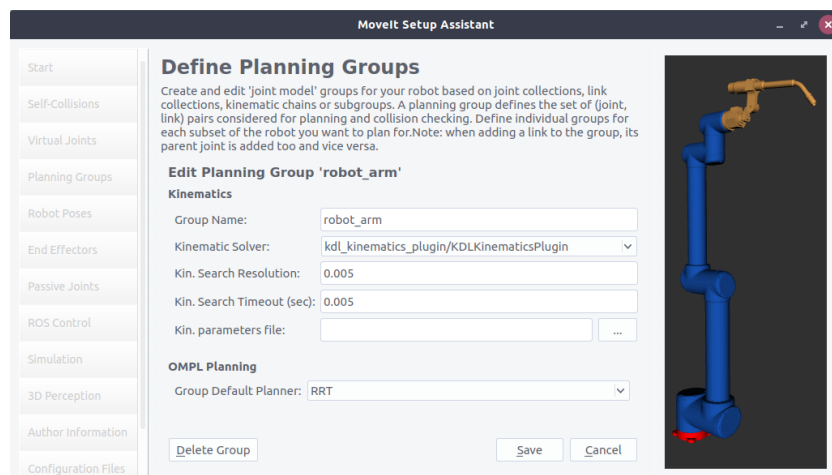 MoveIt Setup Assistant
Start
Self-Collisions
Virtual Joints
Planning Groups
Robot Poses
End Effectors
Passive Joints
ROS Control
Simulation
3D Perception
Author Information
Configuration Files
Define Planning Groups
Create and edit 'joint model' groups for your robot based on joint collections, link
collections, kinematic chains or subgroups. A planning group defines the set of (joint,
link) pairs considered for planning and collision checking. Define individual groups for
each subset of the robot you want to plan for.Note: when adding a link to the group, its
parent joint is added too and vice versa.
Edit Planning Group 'robot_arm'
Kinematics
Group Name: robot_arm
Kinematic Solver: kdl_kinematics_plugin/KDLKinematicsPlugin
Kin. Search Resolution: 0.005
Kin. Search Timeout (sec): 0.005
Kin. parameters file: ...
OMPL Planning
Group Default Planner: RRT
Delete Group Save Cancel